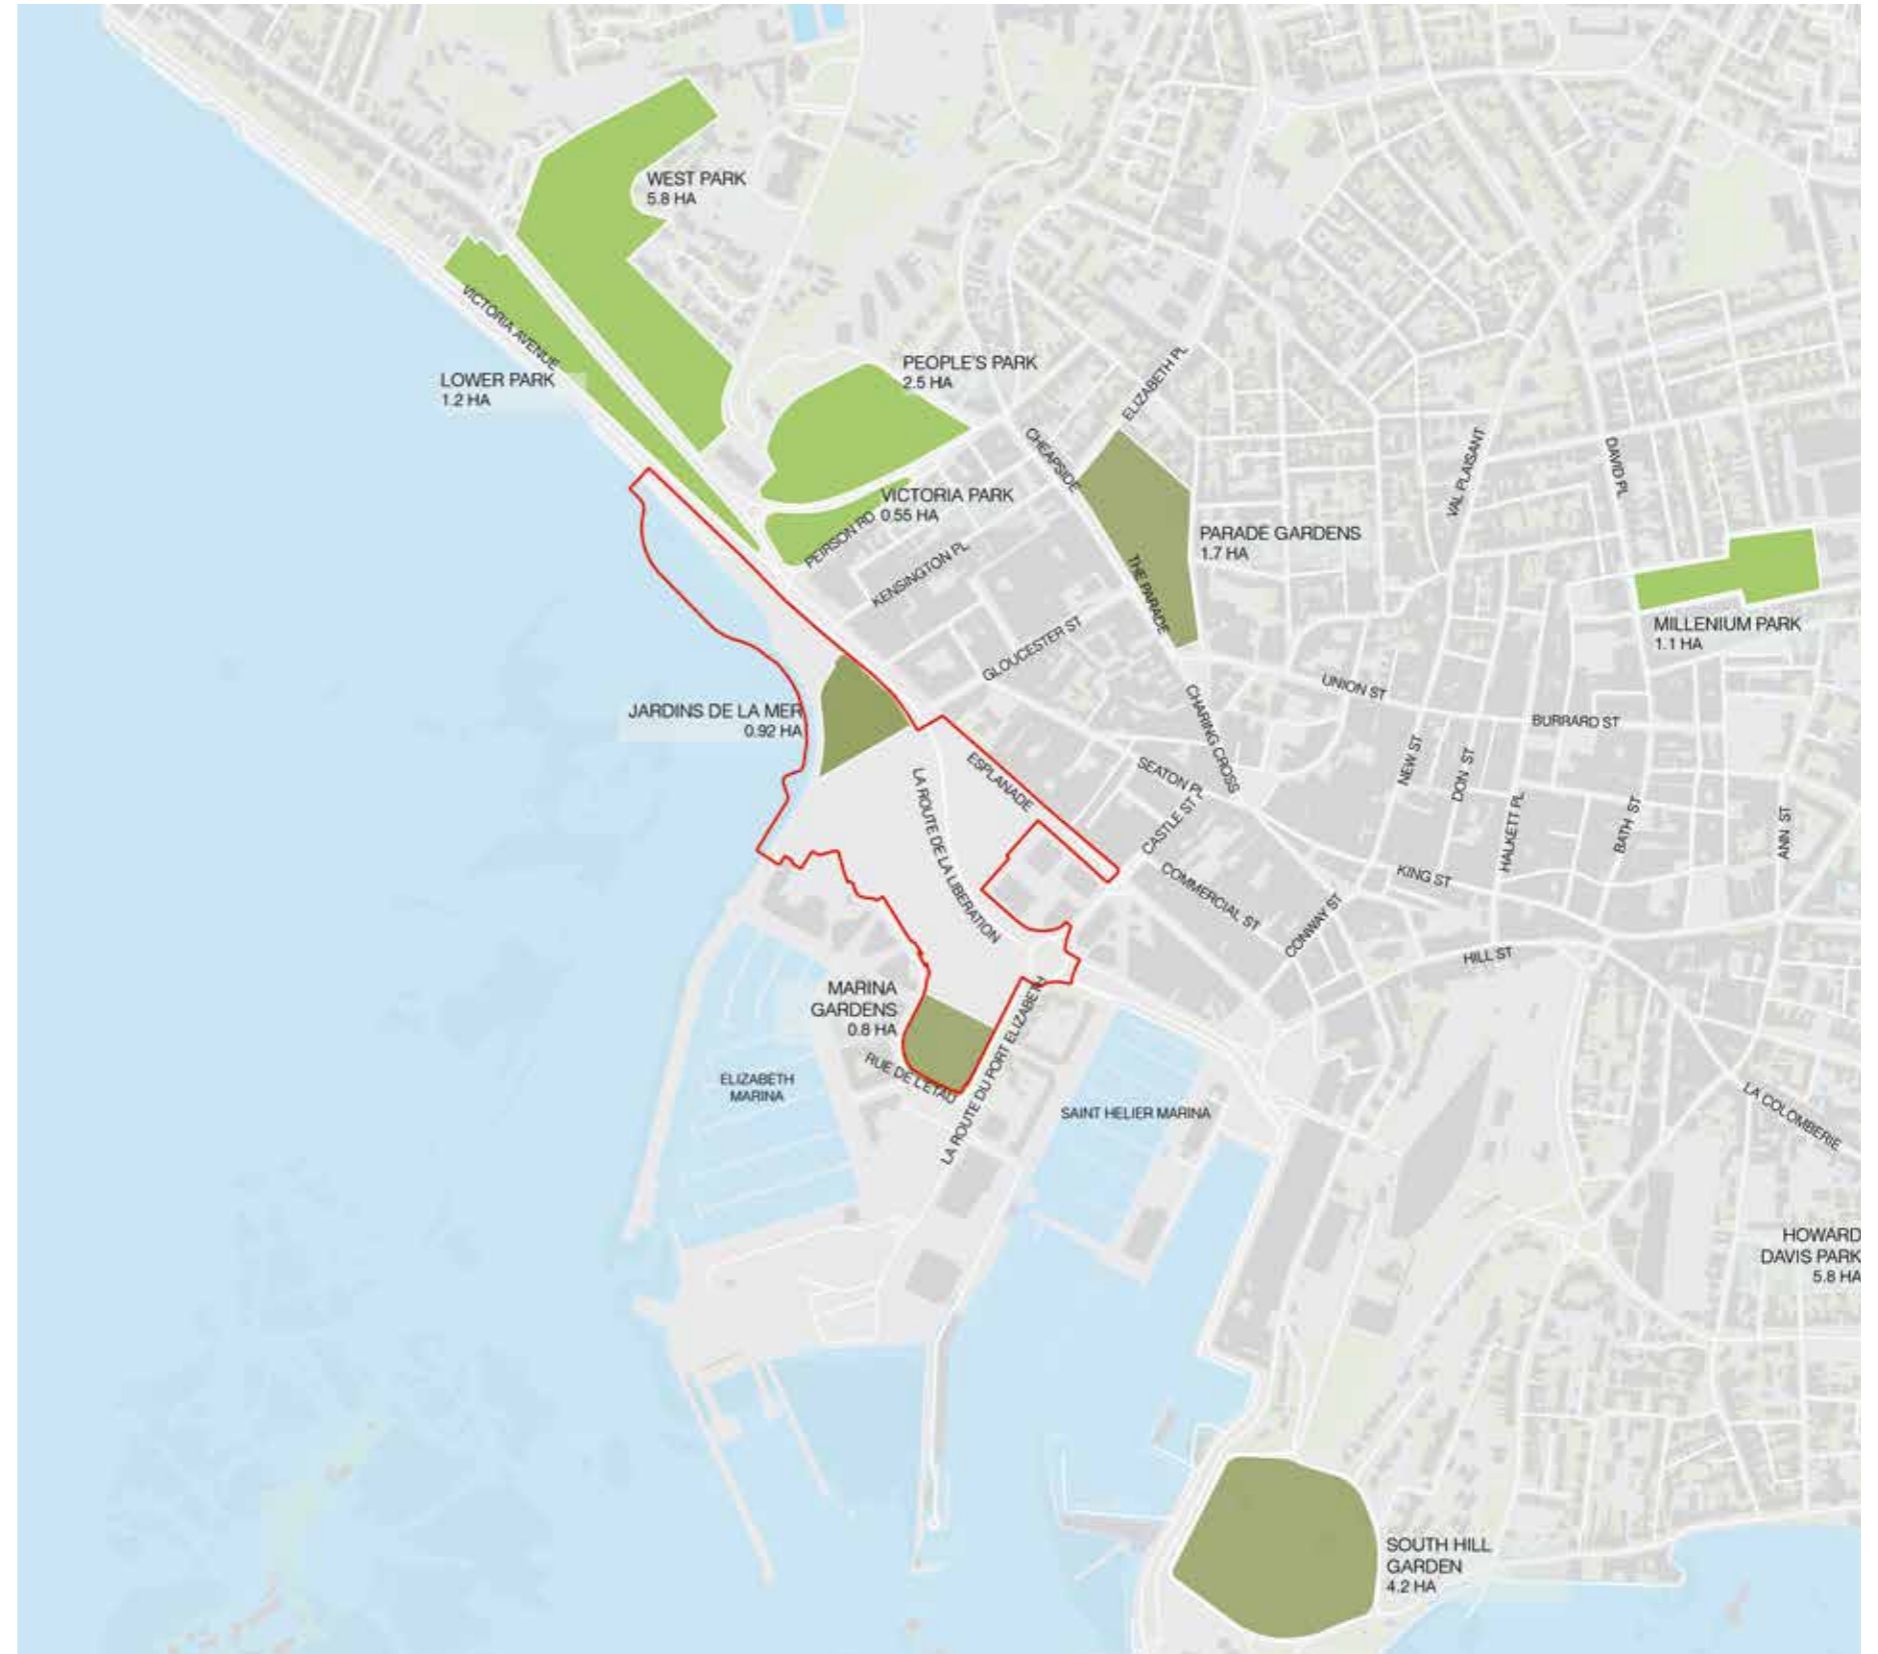 WEST PARK
5.8 HA
VICTORIA AVENUE
LOWER PARK
1.2 HA
PEOPLE'S PARK
2.5 HA
ELIZABETH PL
CHEAPSIDE
VICTORIA PARK
0.55 HA
PEIRSON RD
KENSINGTON PL
PARADE GARDENS
1.7 HA
THE PARADE
VAL PLAISANT
DAVID PL
MILLENIUM PARK
1.1 HA
GLOUCESTER ST
UNION ST
BURRARD ST
JARDINS DE LA MER
0.92 HA
CHARING CROSS
ESPLANADE
SEATON PL
CASTLE ST
NEW ST
DON ST
HALKETT PL
BATH ST
ANN ST
LA ROUTE DE LA LIBERATION
COMMERCIAL ST
CONWAY ST
KING ST
HILL ST
MARINA
GARDENS
0.8 HA
RUE DE L'ETAU
LA ROUTE DU PORT ELIZABETH
ELIZABETH
MARINA
SAINT HELIER MARINA
LA COLOMBERIE
HOWARD
DAVIS PARK
5.8 HA
SOUTH HILL
GARDEN
4.2 HA